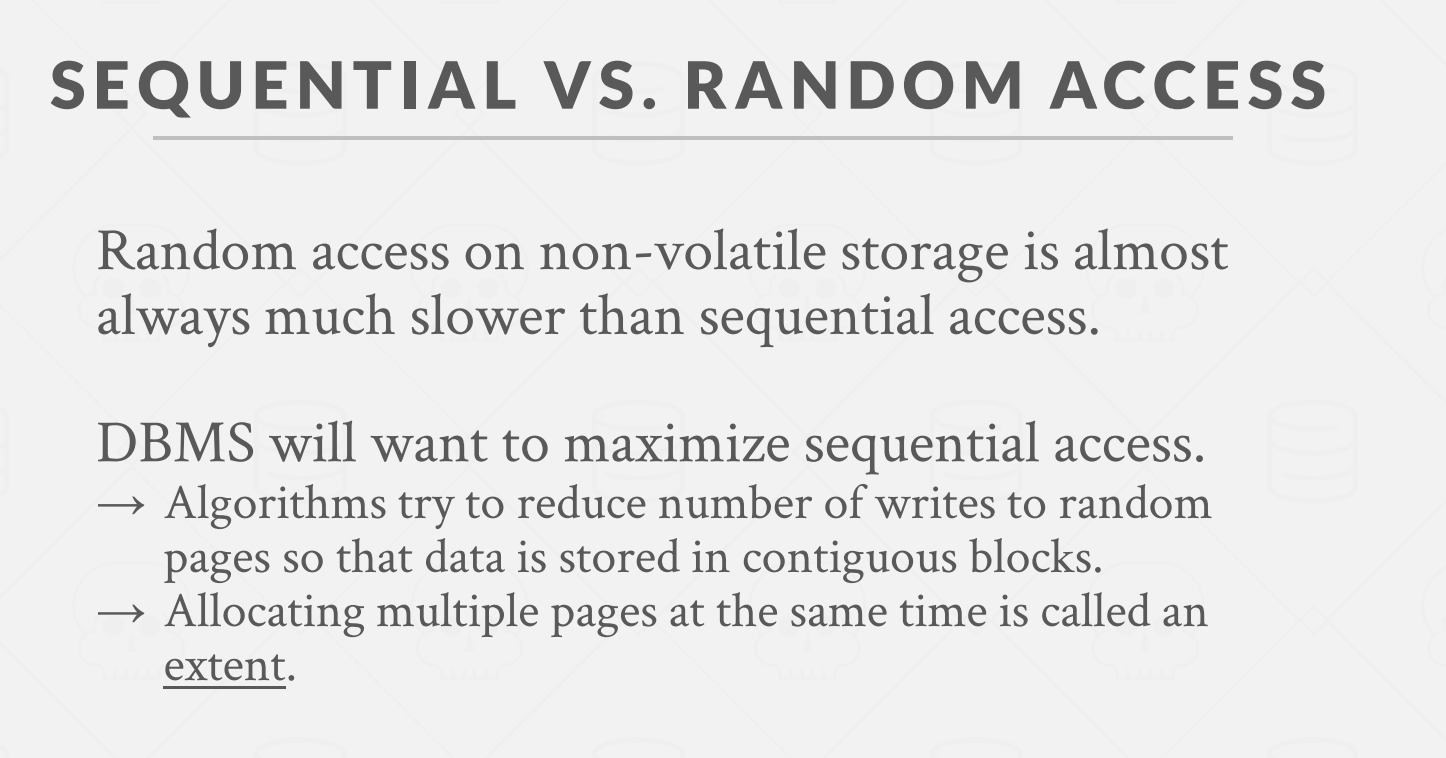 SEQUENTIAL VS. RANDOM ACCESS
Random access on non-volatile storage is almost
always much slower than sequential access.
DBMS will want to maximize sequential access.
→ Algorithms try to reduce number of writes to random
pages so that data is stored in contiguous blocks.
→ Allocating multiple pages at the same time is called an
extent.